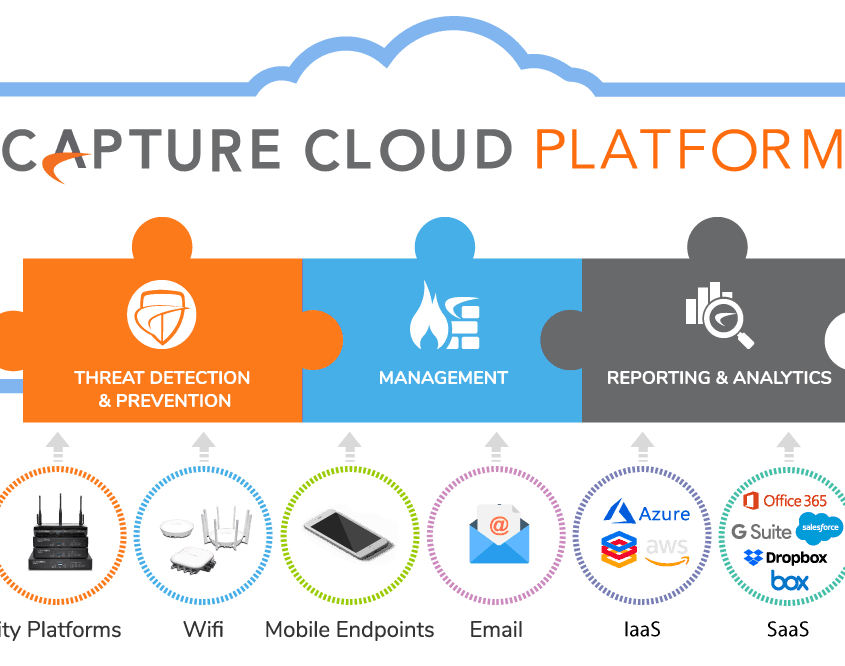 CAPTURE CLOUD PLATFORM
THREAT DETECTION
& PREVENTION
MANAGEMENT
REPORTING & ANALYTICS
@
Azure
aws
Office 365
G Suite
salesforce
Dropbox
box
ity Platforms
Wifi
Mobile Endpoints
Email
IaaS
SaaS